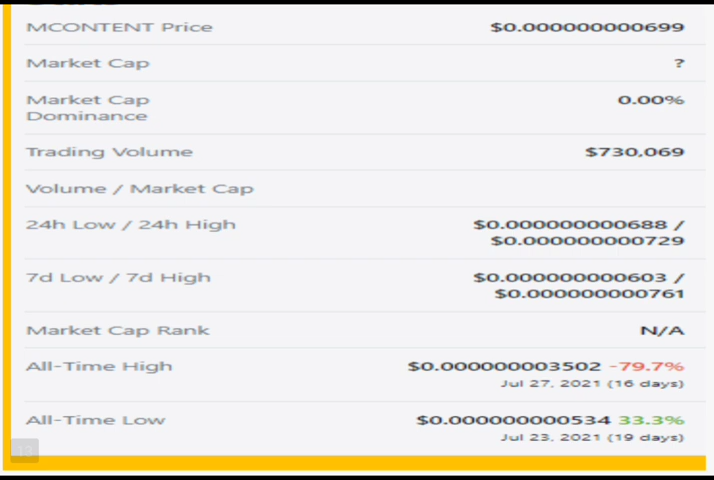 MCONTENT Price $0.000000000699
Market Cap ?
Market Cap 0.00%
Dominance
Trading Volume $730,069
Volume / Market Cap
24h Low / 24h High $0.000000000688 /
$0.000000000729
7d Low / 7d High $0.000000000603 /
$0.000000000761
Market Cap Rank N/A
All-Time High $0.000000003502 -79.7%
Jul 27, 2021 (16 days)
All-Time Low $0.000000000534 33.3%
Jul 23, 2021 (19 days)